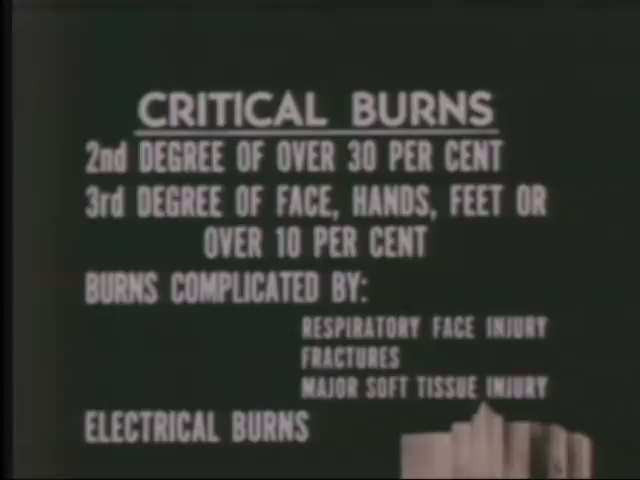 CRITICAL BURNS
2nd DEGREE OF OVER 30 PER CENT
3rd DEGREE OF FACE, HANDS, FEET OR
OVER 10 PER CENT
BURNS COMPLICATED BY:
RESPIRATORY FACE INJURY
FRACTURES
MAJOR SOFT TISSUE INJURY
ELECTRICAL BURNS